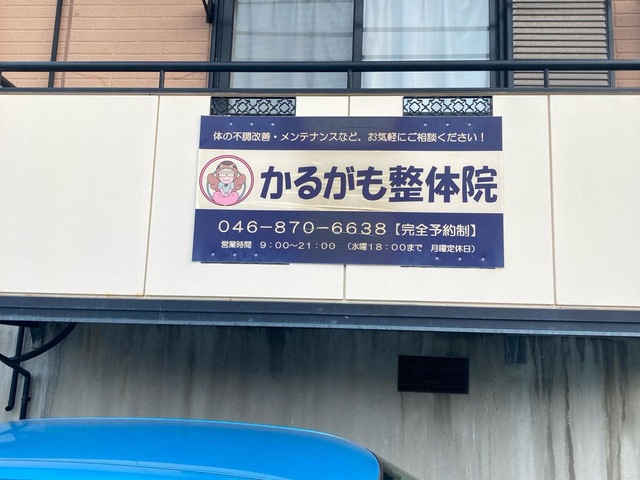 体の不調改善・メンテナンスなど、お気軽にご相談ください！
かるがも整体院
046-870-6638【完全予約制】
営業時間 9：00～21：00 （水曜18：00まで 月曜定休日）